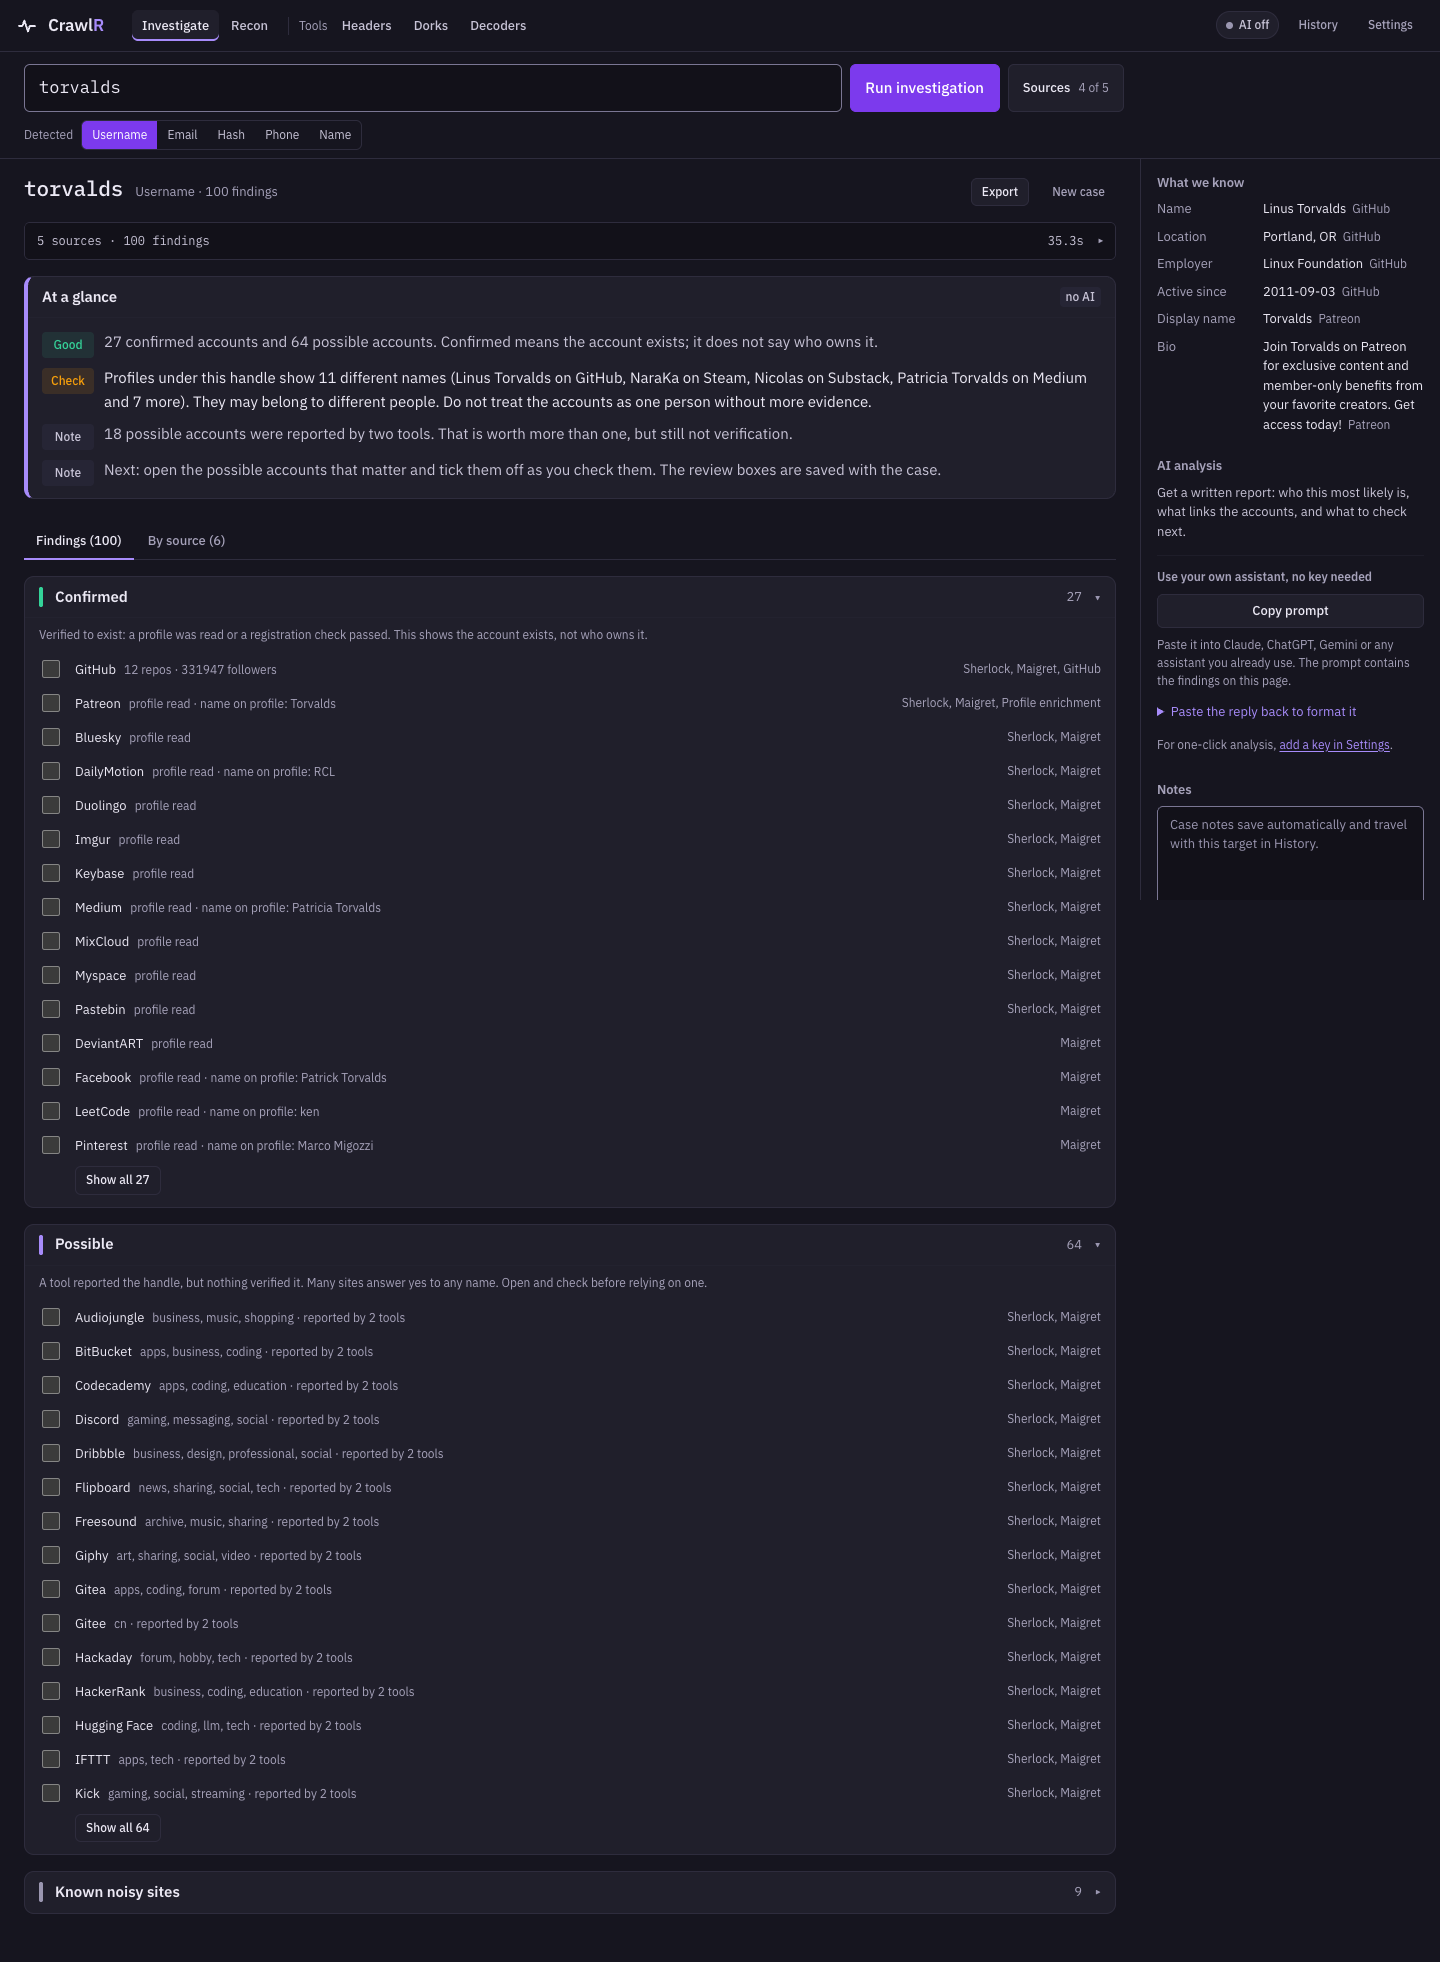 CrawlR
Investigate
Recon
Tools
Headers
Dorks
Decoders
AI off
History
Settings
torvalds
Run investigation
Sources 4 of 5
Detected
Username
Email
Hash
Phone
Name
torvalds Username · 100 findings
Export
New case
5 sources · 100 findings
35.3s
At a glance
no AI
Good 27 confirmed accounts and 64 possible accounts. Confirmed means the account exists; it does not say who owns it.
Check Profiles under this handle show 11 different names (Linus Torvalds on GitHub, NaraKa on Steam, Nicolas on Substack, Patricia Torvalds on Medium
and 7 more). They may belong to different people. Do not treat the accounts as one person without more evidence.
Note 18 possible accounts were reported by two tools. That is worth more than one, but still not verification.
Note Next: open the possible accounts that matter and tick them off as you check them. The review boxes are saved with the case.
Findings (100)
By source (6)
Confirmed 27
Verified to exist: a profile was read or a registration check passed. This shows the account exists, not who owns it.
GitHub 12 repos · 331947 followers Sherlock, Maigret, GitHub
Patreon profile read · name on profile: Torvalds Sherlock, Maigret, Profile enrichment
Bluesky profile read Sherlock, Maigret
DailyMotion profile read · name on profile: RCL Sherlock, Maigret
Duolingo profile read Sherlock, Maigret
Imgur profile read Sherlock, Maigret
Keybase profile read Sherlock, Maigret
Medium profile read · name on profile: Patricia Torvalds Sherlock, Maigret
MixCloud profile read Sherlock, Maigret
Myspace profile read Sherlock, Maigret
Pastebin profile read Sherlock, Maigret
DeviantART profile read Maigret
Facebook profile read · name on profile: Patrick Torvalds Maigret
LeetCode profile read · name on profile: ken Maigret
Pinterest profile read · name on profile: Marco Migozzi Maigret
Show all 27
Possible 64
A tool reported the handle, but nothing verified it. Many sites answer yes to any name. Open and check before relying on one.
Audiojungle business, music, shopping · reported by 2 tools Sherlock, Maigret
BitBucket apps, business, coding · reported by 2 tools Sherlock, Maigret
Codecademy apps, coding, education · reported by 2 tools Sherlock, Maigret
Discord gaming, messaging, social · reported by 2 tools Sherlock, Maigret
Dribbble business, design, professional, social · reported by 2 tools Sherlock, Maigret
Flipboard news, sharing, social, tech · reported by 2 tools Sherlock, Maigret
Freesound archive, music, sharing · reported by 2 tools Sherlock, Maigret
Giphy art, sharing, social, video · reported by 2 tools Sherlock, Maigret
Gitea apps, coding, forum · reported by 2 tools Sherlock, Maigret
Gitee cn · reported by 2 tools Sherlock, Maigret
Hackaday forum, hobby, tech · reported by 2 tools Sherlock, Maigret
HackerRank business, coding, education · reported by 2 tools Sherlock, Maigret
Hugging Face coding, llm, tech · reported by 2 tools Sherlock, Maigret
IFTTT apps, tech · reported by 2 tools Sherlock, Maigret
Kick gaming, social, streaming · reported by 2 tools Sherlock, Maigret
Show all 64
Known noisy sites 9
What we know
Name Linus Torvalds GitHub
Location Portland, OR GitHub
Employer Linux Foundation GitHub
Active since 2011-09-03 GitHub
Display name Torvalds Patreon
Bio Join Torvalds on Patreon
for exclusive content and
member-only benefits from
your favorite creators. Get
access today! Patreon
AI analysis
Get a written report: who this most likely is,
what links the accounts, and what to check
next.
Use your own assistant, no key needed
Copy prompt
Paste it into Claude, ChatGPT, Gemini or any
assistant you already use. The prompt contains
the findings on this page.
Paste the reply back to format it
For one-click analysis, add a key in Settings.
Notes
Case notes save automatically and travel
with this target in History.